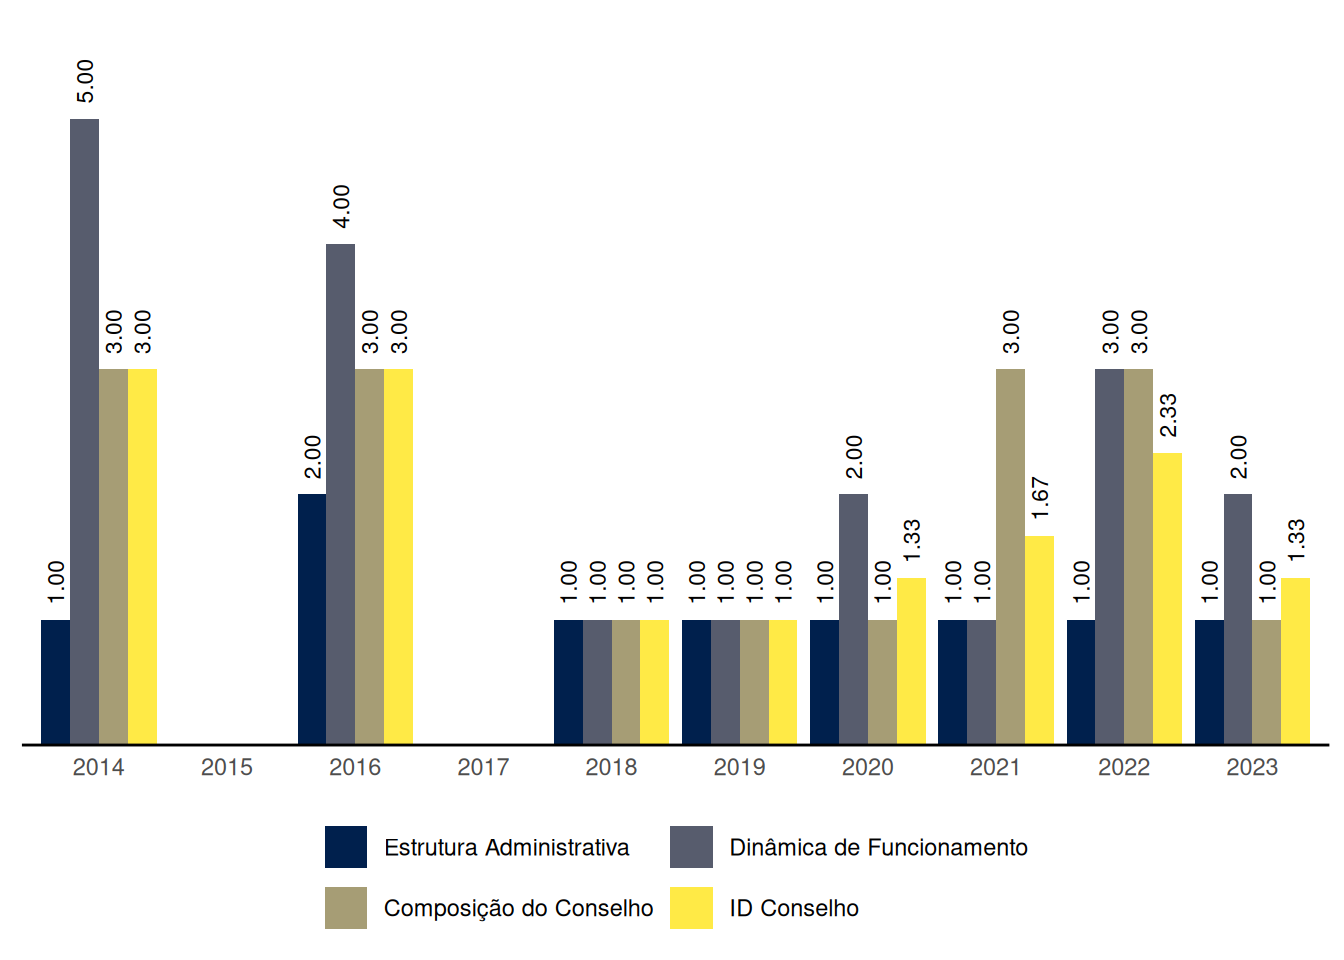 5.00
4.00
3.00 3.00 3.00 3.00 3.00 3.00 3.00
2.33
2.00 2.00 2.00
1.67
1.33 1.33
1.00 1.00 1.00 1.00 1.00 1.00 1.00 1.00 1.00 1.00 1.00 1.00 1.00 1.00 1.00 1.00
2014 2015 2016 2017 2018 2019 2020 2021 2022 2023
Estrutura Administrativa Dinâmica de Funcionamento
Composição do Conselho ID Conselho